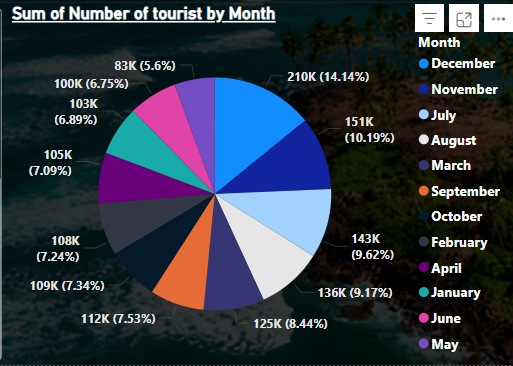 Sum of Number of tourist by Month
83K (5.6%)
210K (14.14%)
100K (6.75%)
103K
(6.89%)
151K
(10.19%)
105K
(7.09%)
143K
(9.62%)
108K
(7.24%)
136K (9.17%)
109K (7.34%)
112K (7.53%)
125K (8.44%)
Month
December
November
July
August
March
September
October
February
April
January
June
May